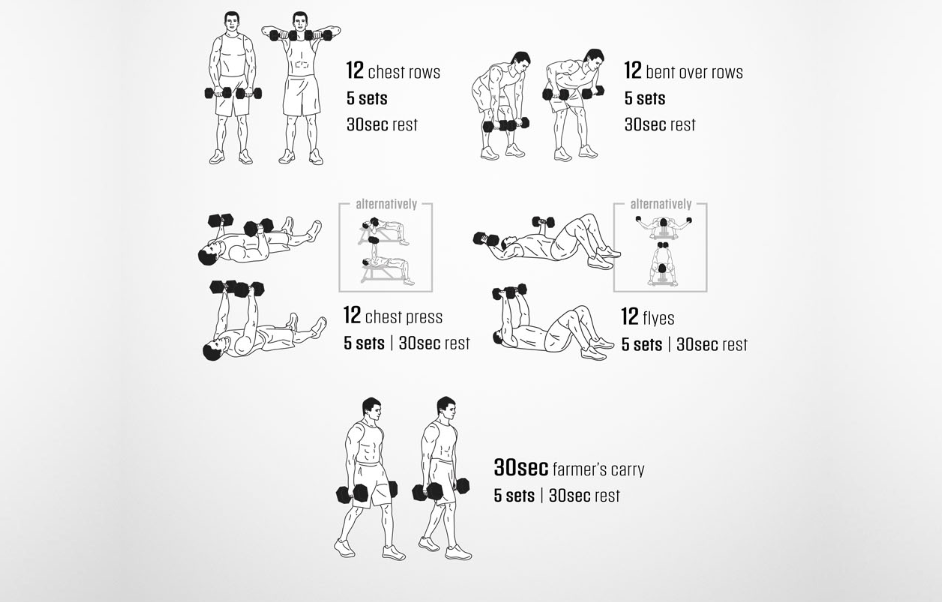 12 chest rows
5 sets
30sec rest
12 bent over rows
5 sets
30sec rest
alternatively
12 chest press
5 sets | 30sec rest
alternatively
12 flyes
5 sets | 30sec rest
30sec farmer's carry
5 sets | 30sec rest